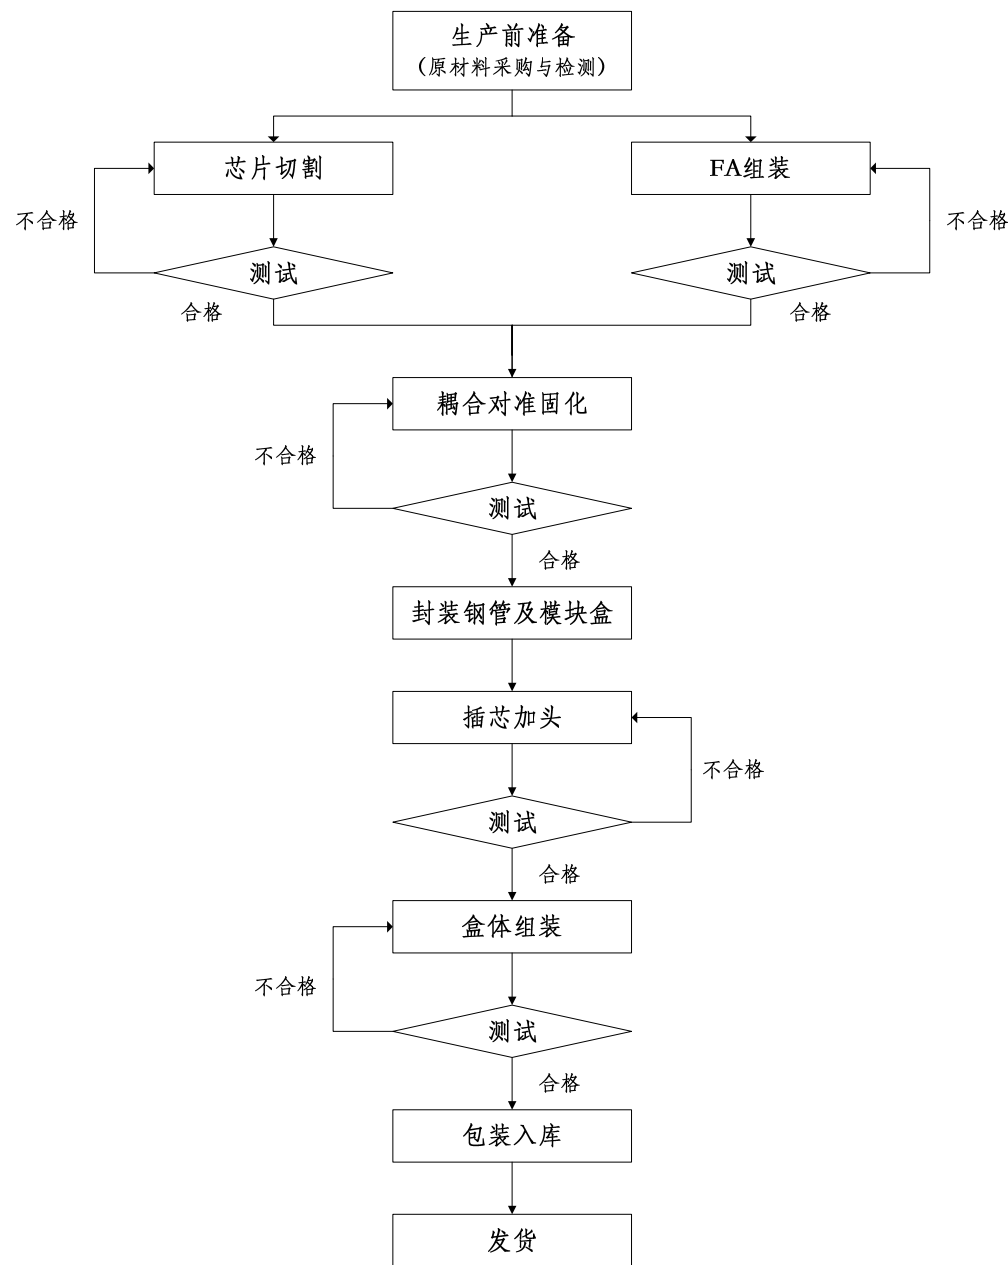 生产前准备
（原材料采购与检测）
芯片切割
FA组装
不合格
不合格
测试
测试
合格
合格
耦合对准固化
不合格
测试
合格
封装钢管及模块盒
插芯加头
不合格
测试
合格
盒体组装
不合格
测试
合格
包装入库
发货